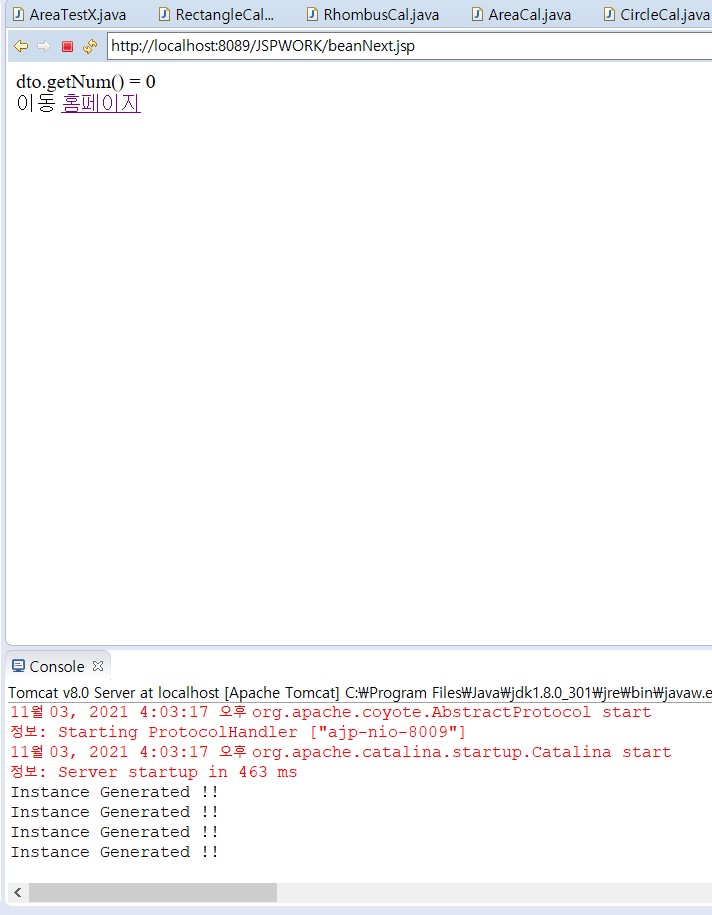 AreaTestX.java RectangleCal... RhombusCal.java AreaCal.java CircleCal.java
http://localhost:8089/JSPWORK/beanNext.jsp
dto.getNum() = 0
이동 홈페이지
Console
Tomcat v8.0 Server at localhost [Apache Tomcat] C:₩Program Files₩Java₩jdk1.8.0_301₩jre₩bin₩javaw.e
11월 03, 2021 4:03:17 오후 org.apache.coyote.AbstractProtocol start
정보: Starting ProtocolHandler ["ajp-nio-8009"]
11월 03, 2021 4:03:17 오후 org.apache.catalina.startup.Catalina start
정보: Server startup in 463 ms
Instance Generated !!
Instance Generated !!
Instance Generated !!
Instance Generated !!